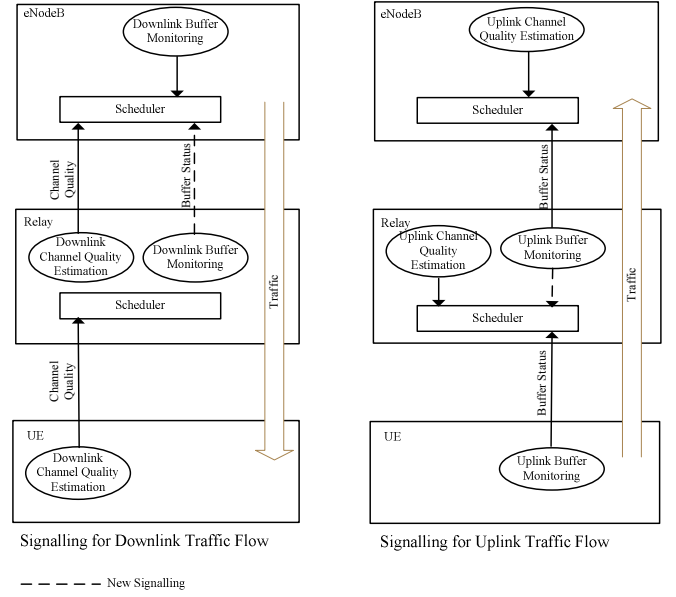 eNodeB
Downlink Buffer
Monitoring
Scheduler
Channel
Quality
Buffer Status
Relay
Downlink
Channel Quality
Estimation
Downlink Buffer
Monitoring
Scheduler
Traffic
Channel
Quality
UE
Downlink
Channel Quality
Estimation
Signalling for Downlink Traffic Flow
New Signalling
eNodeB
Uplink Channel
Quality Estimation
Scheduler
Buffer Status
Relay
Uplink Channel
Quality
Estimation
Uplink Buffer
Monitoring
Scheduler
Traffic
Buffer Status
UE
Uplink Buffer
Monitoring
Signalling for Uplink Traffic Flow